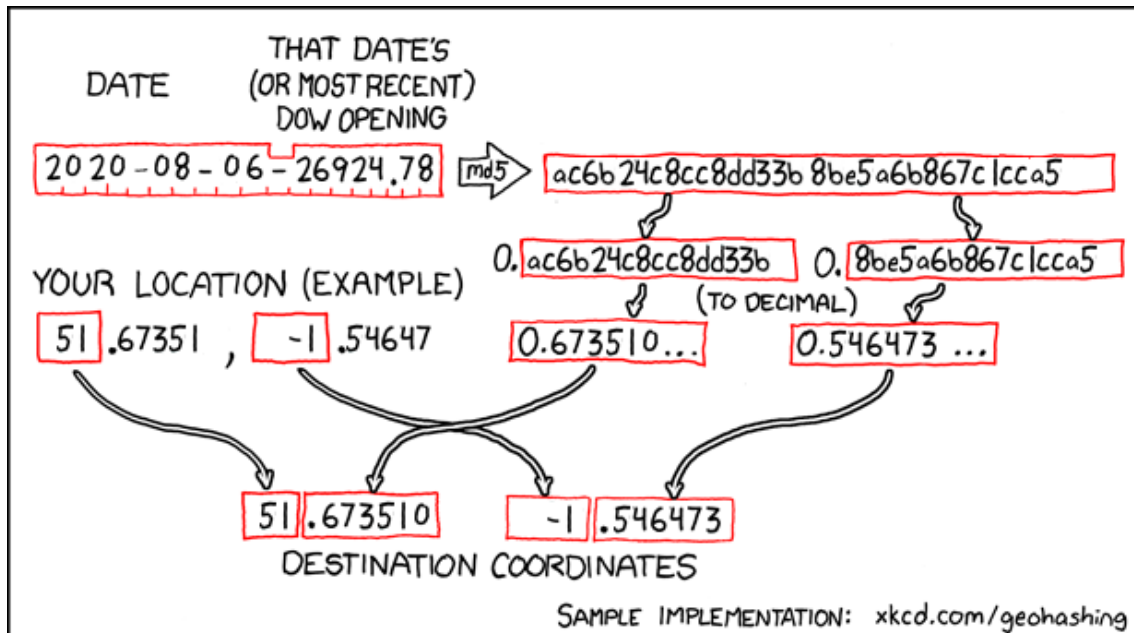 DATE
THAT DATE'S
(OR MOST RECENT)
DOW OPENING
2020-08-06-26924.78
md5
ac6b24c8cc8dd33b8be5a6b867c1cca5
0.ac6b24c8cc8dd33b
0.8be5a6b867c1cca5
YOUR LOCATION (EXAMPLE)
(TO DECIMAL)
51.67351, -1.54647
0.673510...
0.546473...
51.673510
-1.546473
DESTINATION COORDINATES
SAMPLE IMPLEMENTATION: xkcd.com/geohashing